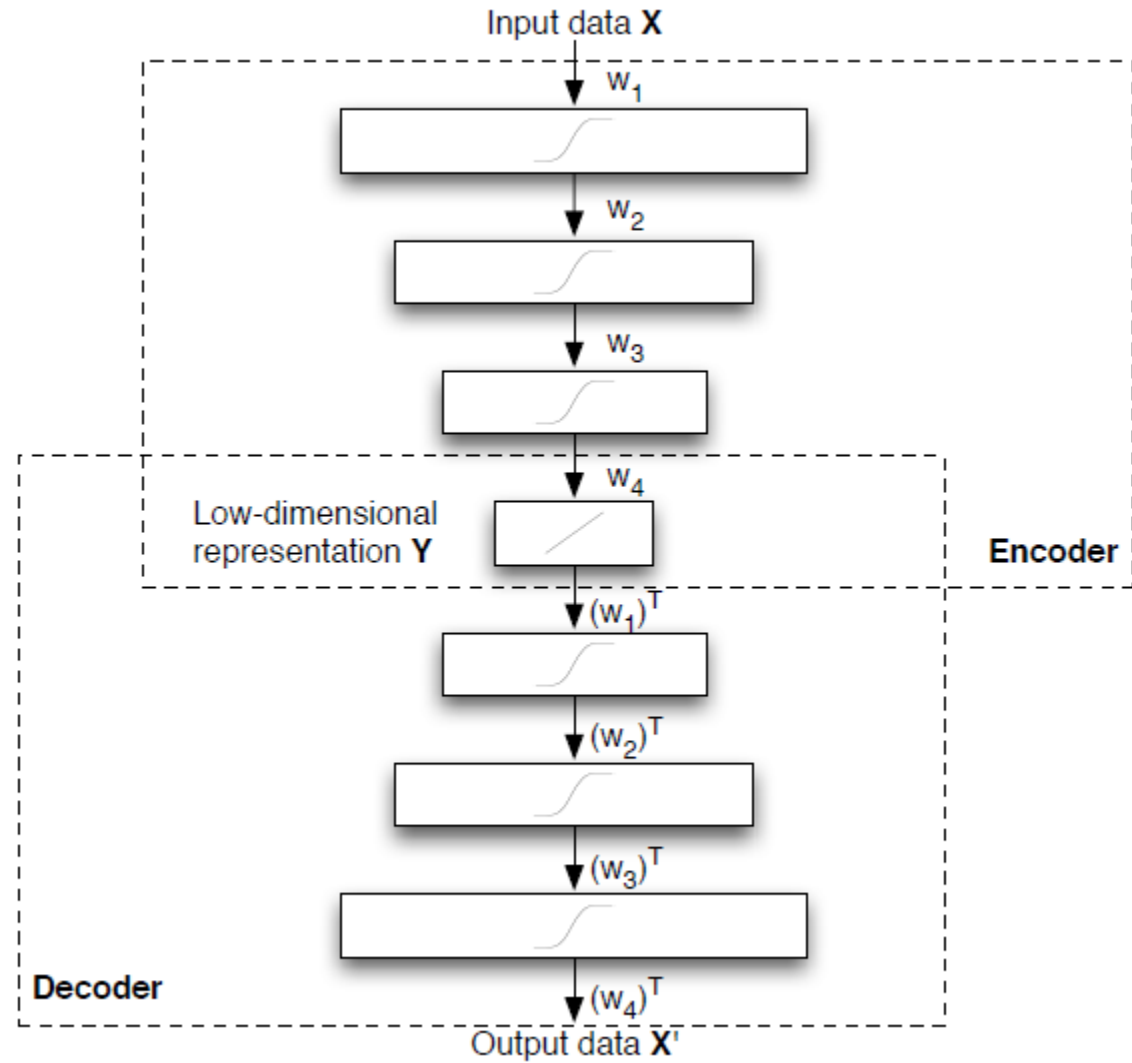 Input data X
w₁
w₂
w₃
w₄
Low-dimensional
representation Y
Encoder
(w₁)ᵀ
(w₂)ᵀ
(w₃)ᵀ
Decoder
(w₄)ᵀ
Output data X'